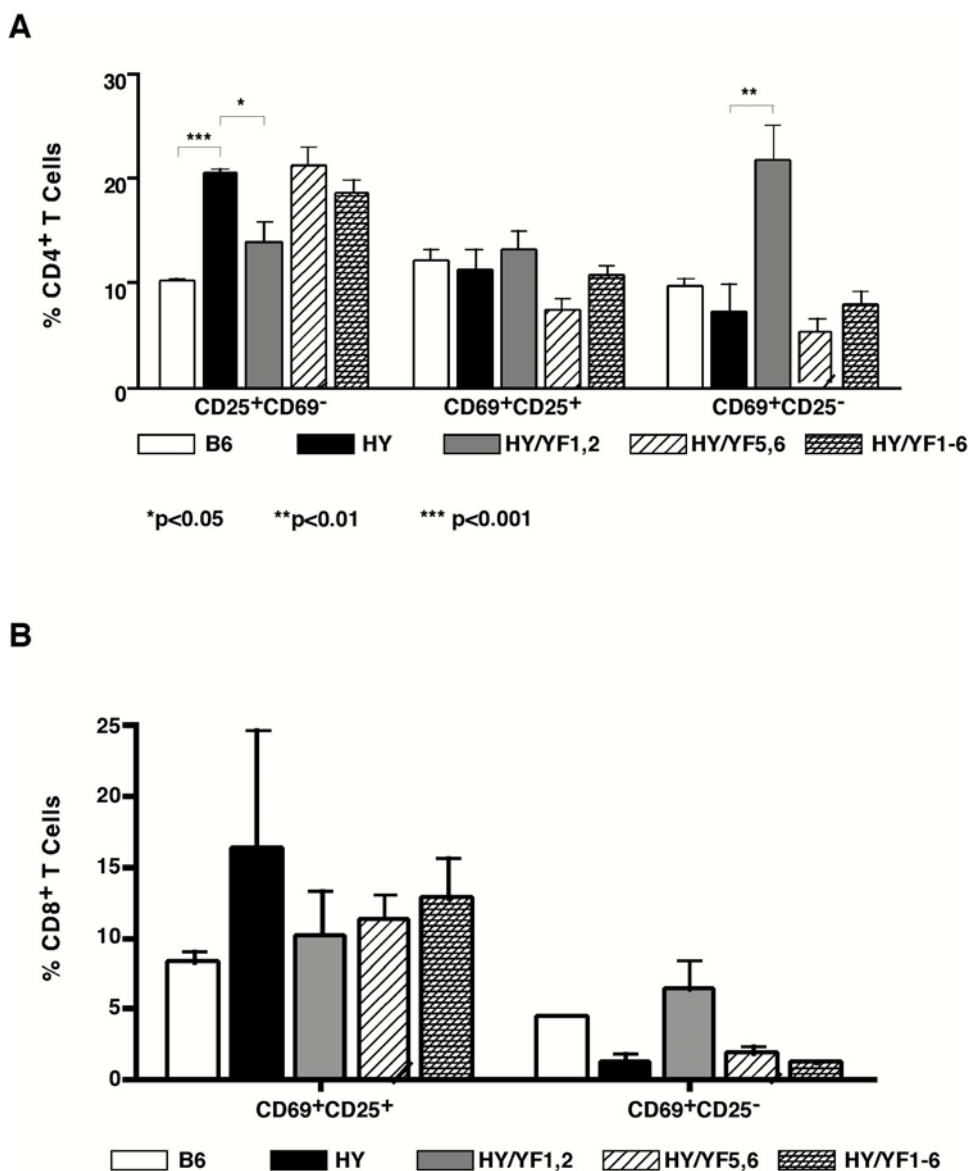 A
30
20
10
0
% CD4⁺ T Cells
***
*
**
CD25⁺CD69⁻
CD69⁺CD25⁺
CD69⁺CD25⁻
B6 HY HY/YF1,2 HY/YF5,6 HY/YF1-6
*p<0.05 **p<0.01 *** p<0.001
B
25
20
15
10
5
0
% CD8⁺ T Cells
CD69⁺CD25⁺
CD69⁺CD25⁻
B6 HY HY/YF1,2 HY/YF5,6 HY/YF1-6